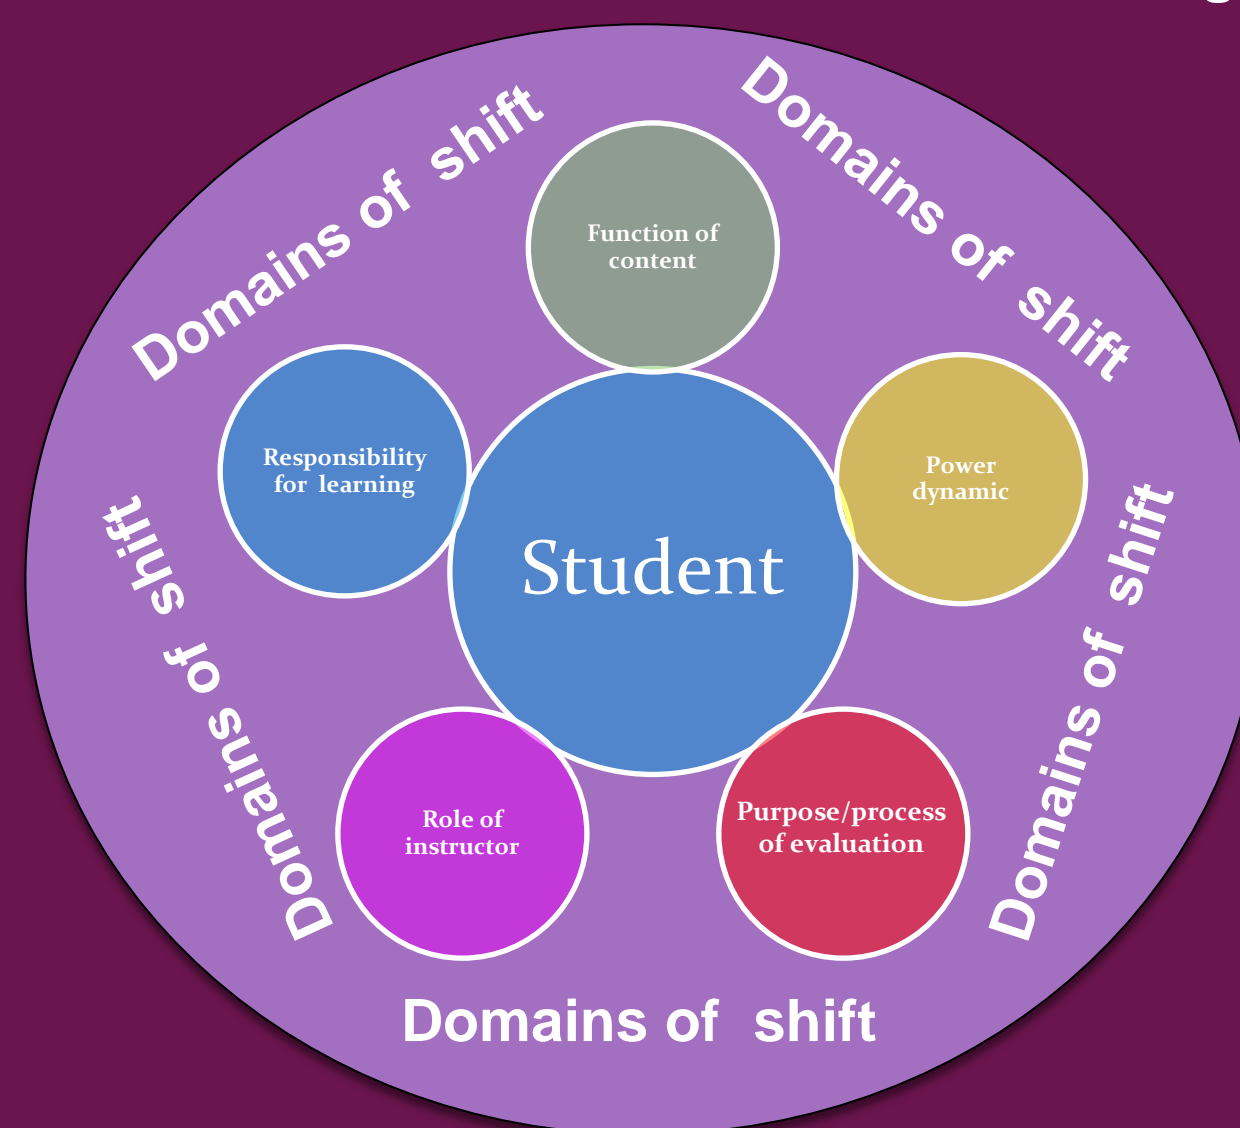 Domains of shift
Domains of shift
Function of
content
Responsibility
for learning
Power
dynamic
Student
Domains of shift
Domains of shift
Role of
instructor
Purpose/process
of evaluation
Domains of shift